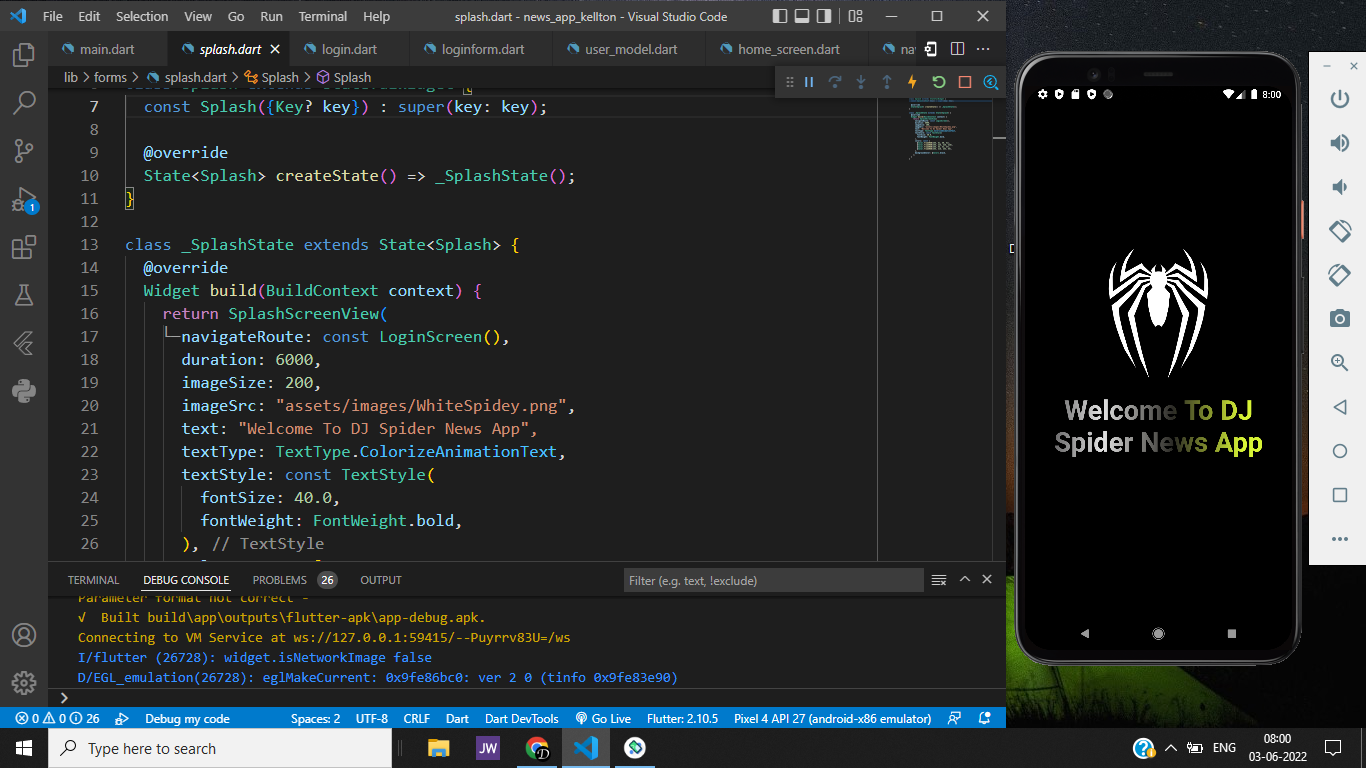 File Edit Selection View Go Run Terminal Help splash.dart - news_app_kellton - Visual Studio Code
main.dart splash.dart login.dart loginform.dart user_model.dart home_screen.dart na
lib > forms > splash.dart > Splash > Splash
7 const Splash({Key? key}) : super(key: key);
8
9 @override
10 State<Splash> createState() => _SplashState();
11 }
12
13 class _SplashState extends State<Splash> {
14 @override
15 Widget build(BuildContext context) {
16 return SplashScreenView(
17 navigateRoute: const LoginScreen(),
18 duration: 6000,
19 imageSize: 200,
20 imageSrc: "assets/images/WhiteSpidey.png",
21 text: "Welcome To DJ Spider News App",
22 textType: TextType.ColorizeAnimationText,
23 textStyle: const TextStyle(
24 fontSize: 40.0,
25 fontWeight: FontWeight.bold,
26 ), // TextStyle
1
TERMINAL DEBUG CONSOLE PROBLEMS 26 OUTPUT Filter (e.g. text, !exclude)
Parameter format not correct -
√ Built build\app\outputs\flutter-apk\app-debug.apk.
Connecting to VM Service at ws://127.0.0.1:59415/--Puyrrv83U=/ws
I/flutter (26728): widget.isNetworkImage false
D/EGL_emulation(26728): eglMakeCurrent: 0x9fe86bc0: ver 2 0 (tinfo 0x9fe83e90)
0 0 26 Debug my code Spaces: 2 UTF-8 CRLF Dart Dart DevTools Go Live Flutter: 2.10.5 Pixel 4 API 27 (android-x86 emulator)
8:00
Welcome To DJ
Spider News App
Type here to search JW D ENG 08:00
03-06-2022